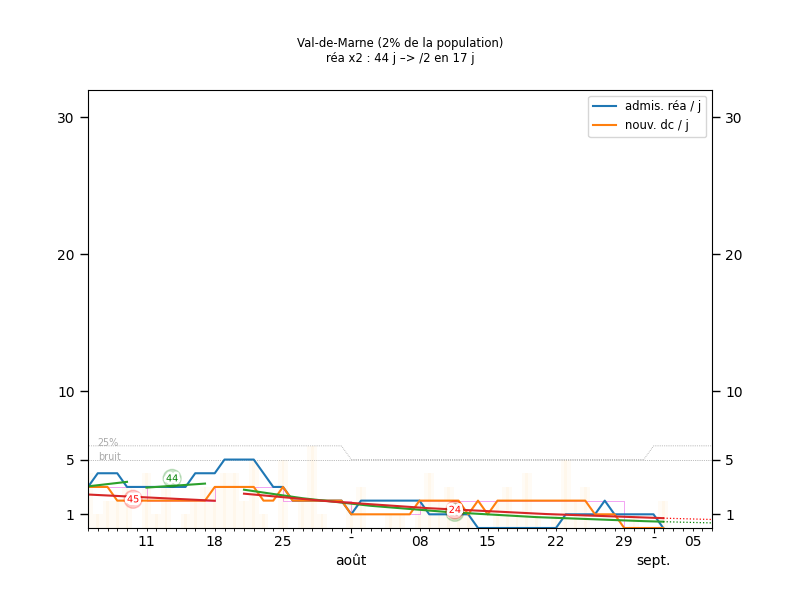 Val-de-Marne (2% de la population)
réa x2 : 44 j –> /2 en 17 j
admis. réa / j
nouv. dc / j
30 30
20 20
10 10
25%
bruit
5 5
44
45
24
1 1
11 18 25 - 08 15 22 29 - 05
août sept.